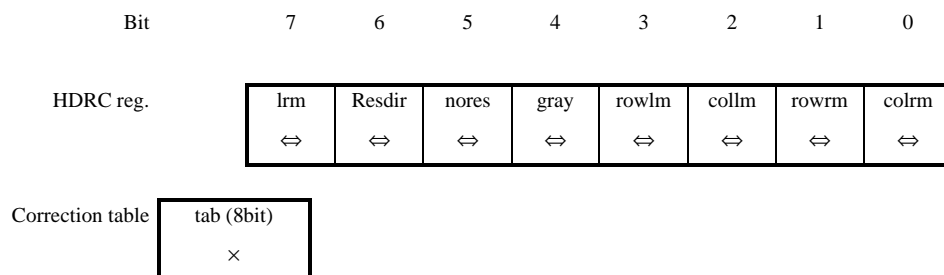 Bit 7 6 5 4 3 2 1 0
HDRC reg. lrm Resdir nores gray rowlm collm rowrm colrm
⇔ ⇔ ⇔ ⇔ ⇔ ⇔ ⇔ ⇔
Correction table tab (8bit)
×